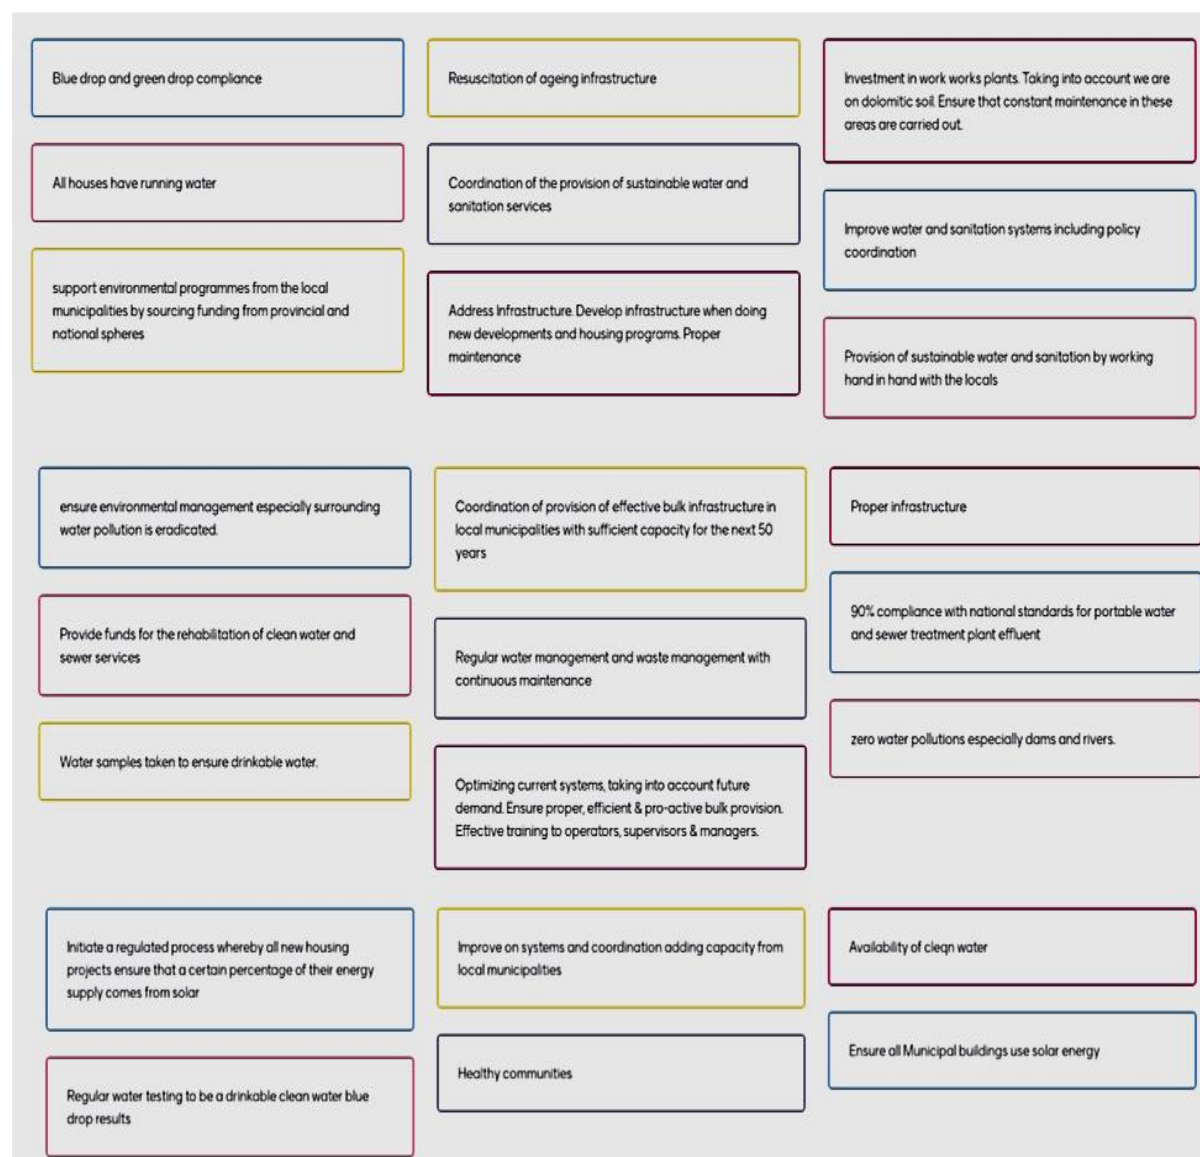 Blue drop and green drop compliance
All houses have running water
support environmental programmes from the local
municipalities by sourcing funding from provincial and
national spheres
Resuscitation of ageing infrastructure
Coordination of the provision of sustainable water and
sanitation services
Address Infrastructure. Develop infrastructure when doing
new developments and housing programs. Proper
maintenance
Investment in work works plants. Taking into account we are
on dolomitic soil. Ensure that constant maintenance in these
areas are carried out.
Improve water and sanitation systems including policy
coordination
Provision of sustainable water and sanitation by working
hand in hand with the locals
ensure environmental management especially surrounding
water pollution is eradicated.
Provide funds for the rehabilitation of clean water and
sewer services
Water samples taken to ensure drinkable water.
Coordination of provision of effective bulk infrastructure in
local municipalities with sufficient capacity for the next 50
years
Regular water management and waste management with
continuous maintenance
Optimizing current systems, taking into account future
demand. Ensure proper, efficient & pro-active bulk provision.
Effective training to operators, supervisors & managers.
Proper infrastructure
90% compliance with national standards for portable water
and sewer treatment plant effluent
zero water pollutions especially dams and rivers.
Initiate a regulated process whereby all new housing
projects ensure that a certain percentage of their energy
supply comes from solar
Regular water testing to be a drinkable clean water blue
drop results
Improve on systems and coordination adding capacity from
local municipalities
Healthy communities
Availability of cleqn water
Ensure all Municipal buildings use solar energy